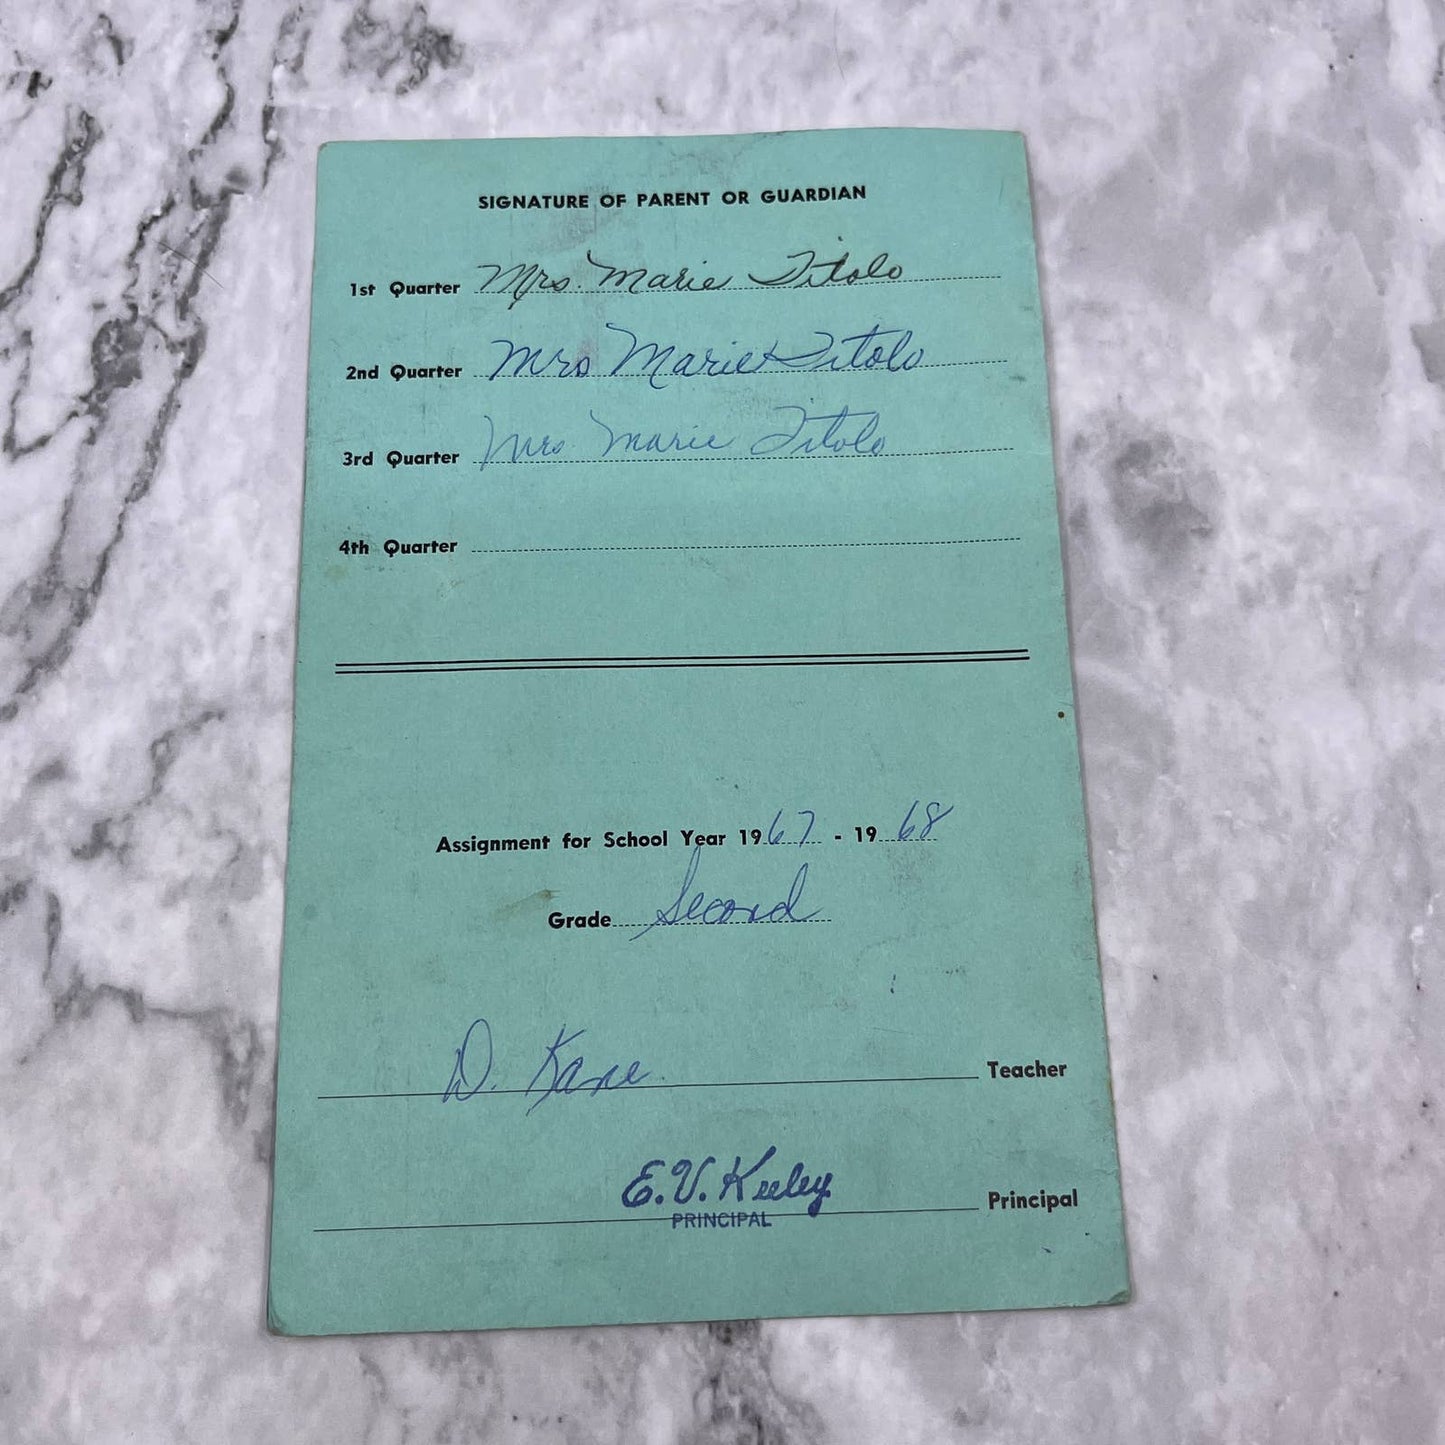 SIGNATURE OF PARENT OR GUARDIAN
1st Quarter Mrs. Marie Titolo
2nd Quarter Mrs Marie Titolo
3rd Quarter Mrs. Marie Titolo
4th Quarter
Assignment for School Year 1967 - 1968
Grade Second
D. Kane. Teacher
E. V. Keeley Principal
PRINCIPAL